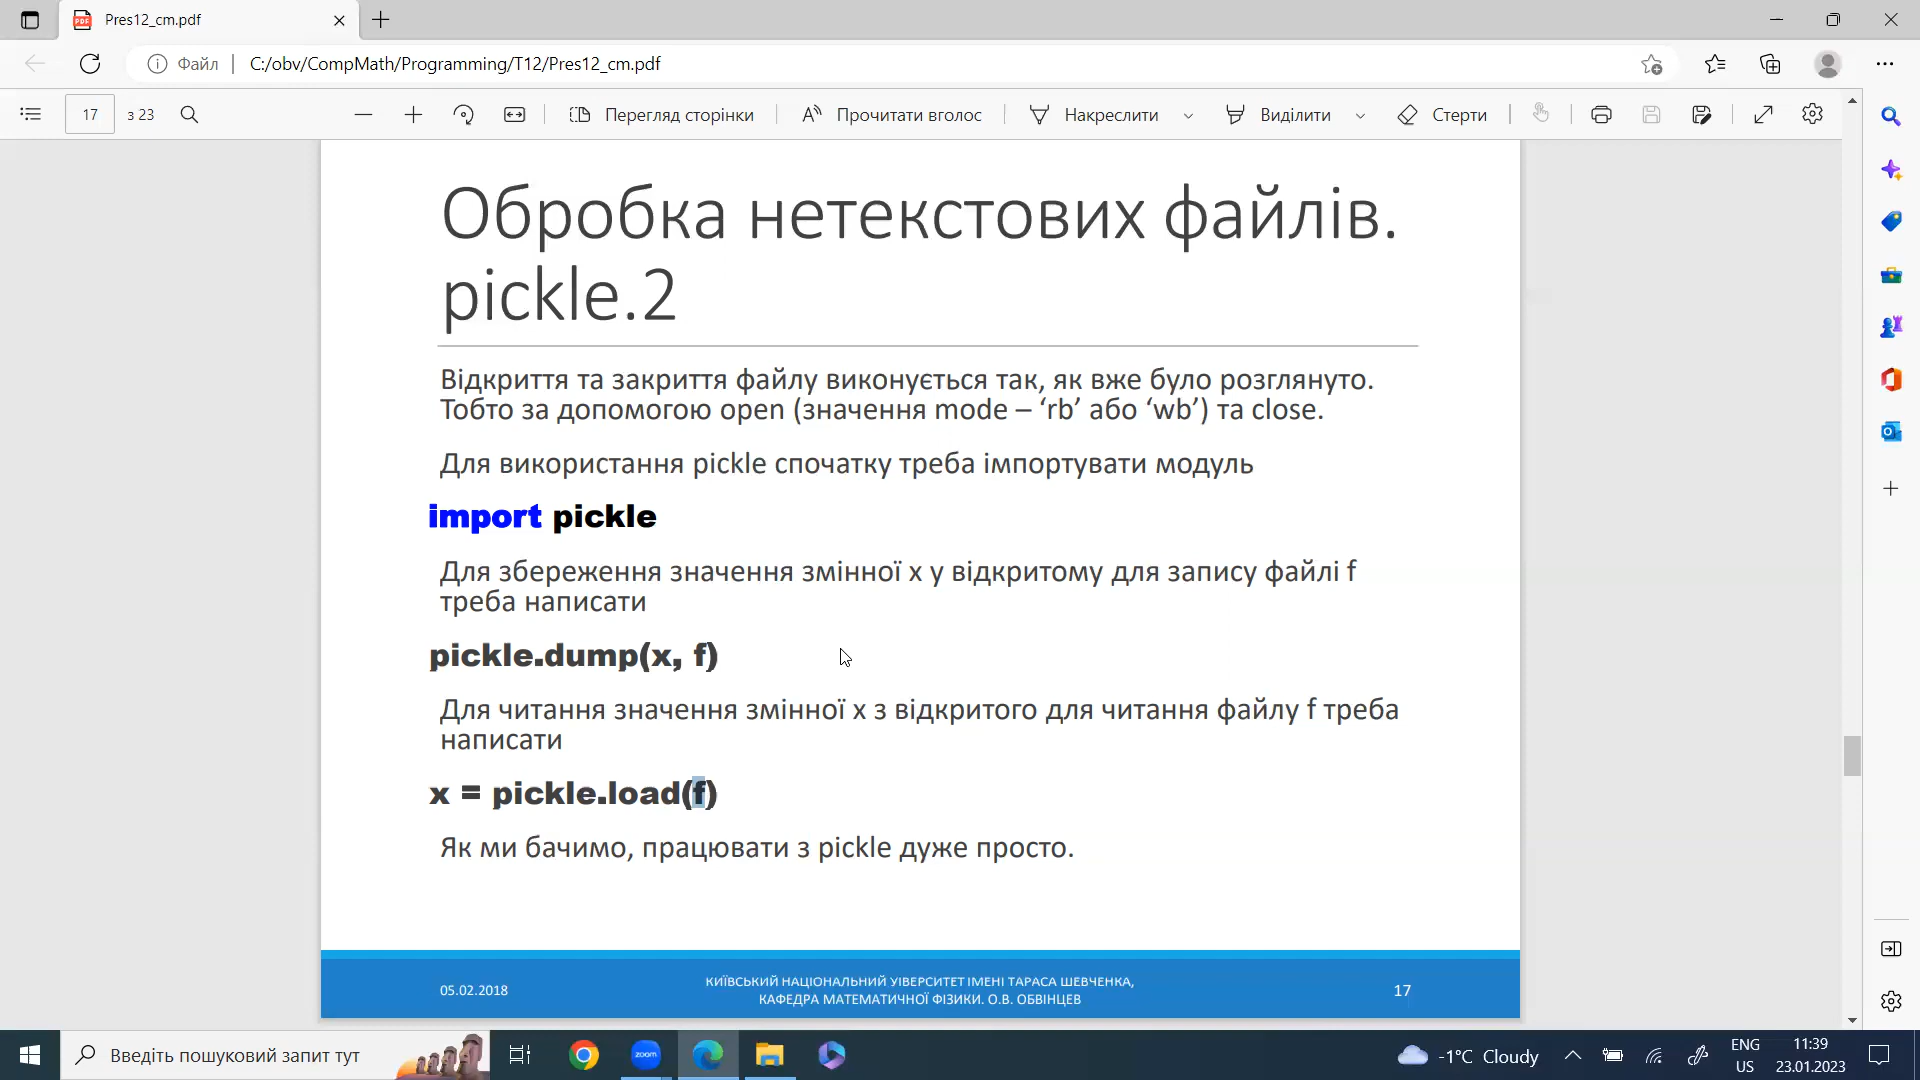 Pres12_cm.pdf
Файл
C:/obv/CompMath/Programming/T12/Pres12_cm.pdf
17
з 23
Перегляд сторінки
Прочитати вголос
Накреслити
Виділити
Стерти
Обробка нетекстових файлів.
pickle.2
Відкриття та закриття файлу виконується так, як вже було розглянуто.
Тобто за допомогою open (значення mode – ‘rb’ або ‘wb’) та close.
Для використання pickle спочатку треба імпортувати модуль
import pickle
Для збереження значення змінної x у відкритому для запису файлі f
треба написати
pickle.dump(x, f)
Для читання значення змінної x з відкритого для читання файлу f треба
написати
x = pickle.load(f)
Як ми бачимо, працювати з pickle дуже просто.
05.02.2018
КИЇВСЬКИЙ НАЦІОНАЛЬНИЙ УІВЕРСИТЕТ ІМЕНІ ТАРАСА ШЕВЧЕНКА,
КАФЕДРА МАТЕМАТИЧНОЇ ФІЗИКИ. О.В. ОБВІНЦЕВ
17
Введіть пошуковий запит тут
zoom
-1°C Cloudy
ENG
US
11:39
23.01.2023